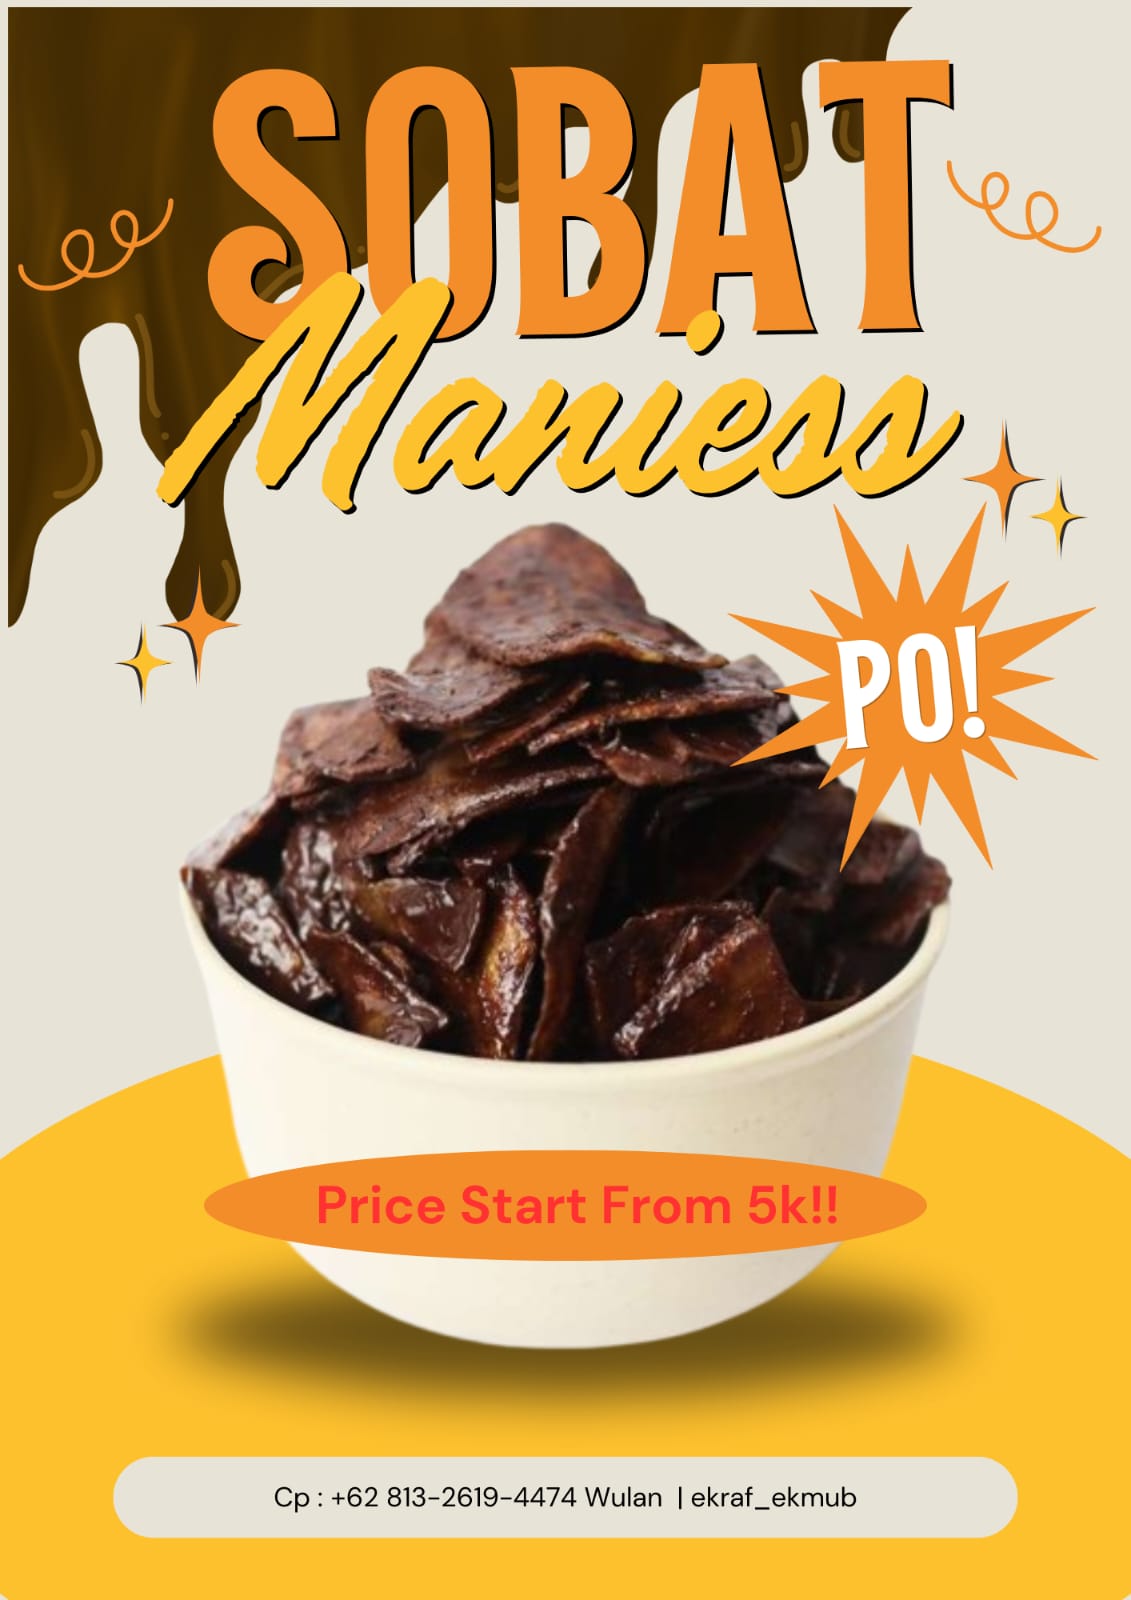 SOBAT
Maniess
PO!
Price Start From 5k!!
Cp : +62 813-2619-4474 Wulan | ekraf_ekmub